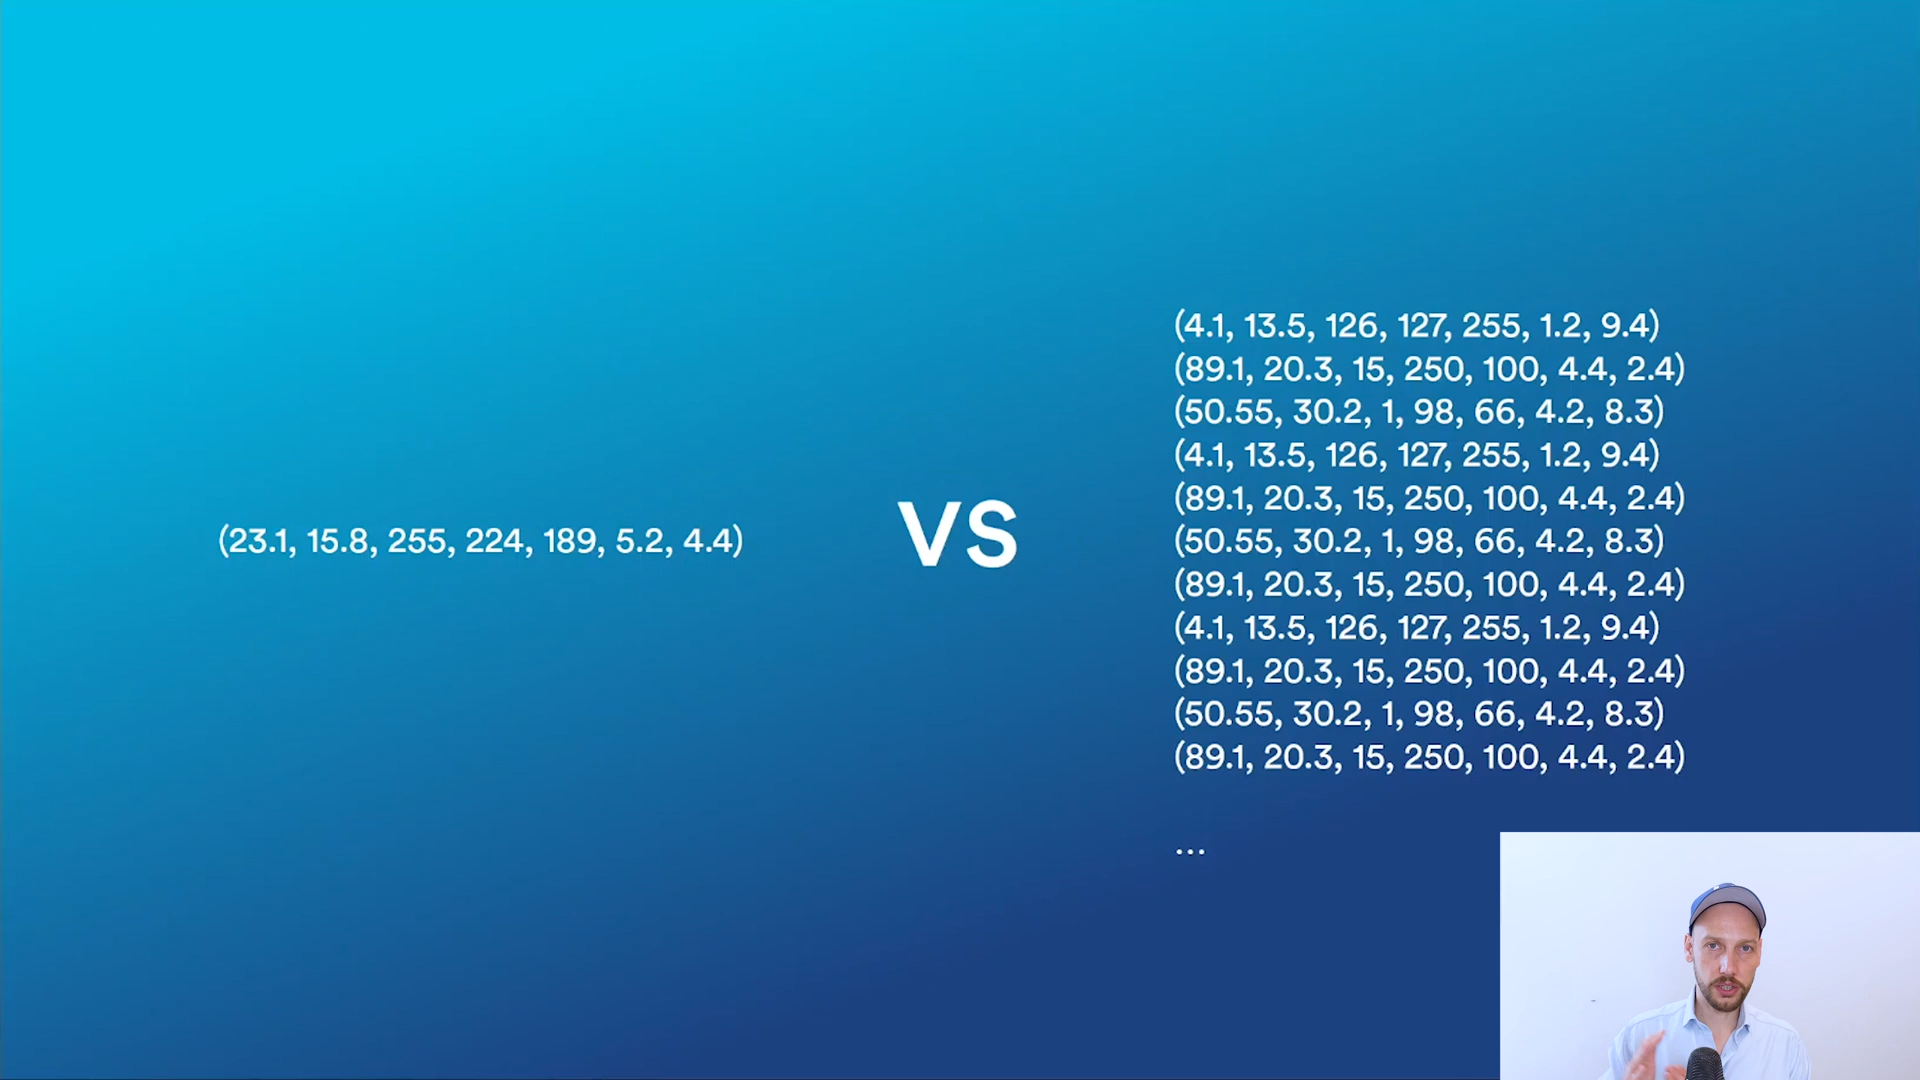 (23.1, 15.8, 255, 224, 189, 5.2, 4.4)
VS
(4.1, 13.5, 126, 127, 255, 1.2, 9.4)
(89.1, 20.3, 15, 250, 100, 4.4, 2.4)
(50.55, 30.2, 1, 98, 66, 4.2, 8.3)
(4.1, 13.5, 126, 127, 255, 1.2, 9.4)
(89.1, 20.3, 15, 250, 100, 4.4, 2.4)
(50.55, 30.2, 1, 98, 66, 4.2, 8.3)
(89.1, 20.3, 15, 250, 100, 4.4, 2.4)
(4.1, 13.5, 126, 127, 255, 1.2, 9.4)
(89.1, 20.3, 15, 250, 100, 4.4, 2.4)
(50.55, 30.2, 1, 98, 66, 4.2, 8.3)
(89.1, 20.3, 15, 250, 100, 4.4, 2.4)
...